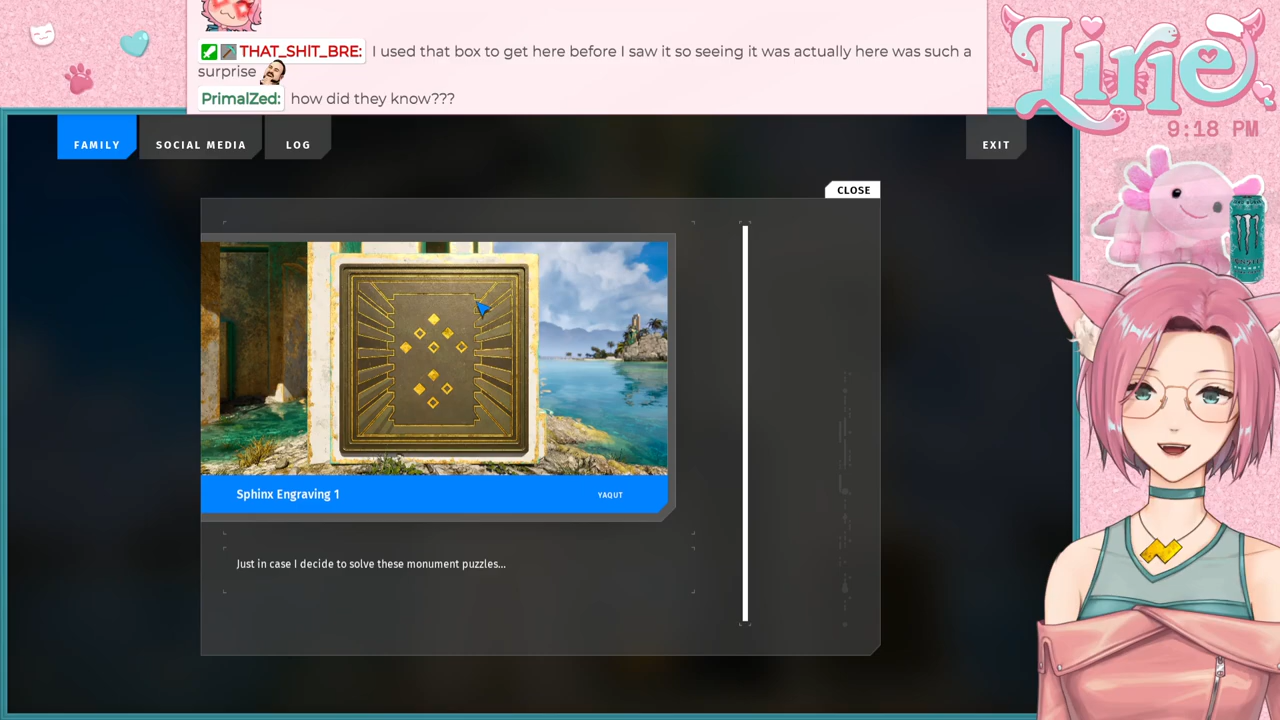 THAT_SHIT_BRE: I used that box to get here before I saw it so seeing it was actually here was such a
surprise
PrimalZed: how did they know???
Lirie
9:18 PM
FAMILY
SOCIAL MEDIA
LOG
EXIT
CLOSE
Sphinx Engraving 1
YAQUT
Just in case I decide to solve these monument puzzles...